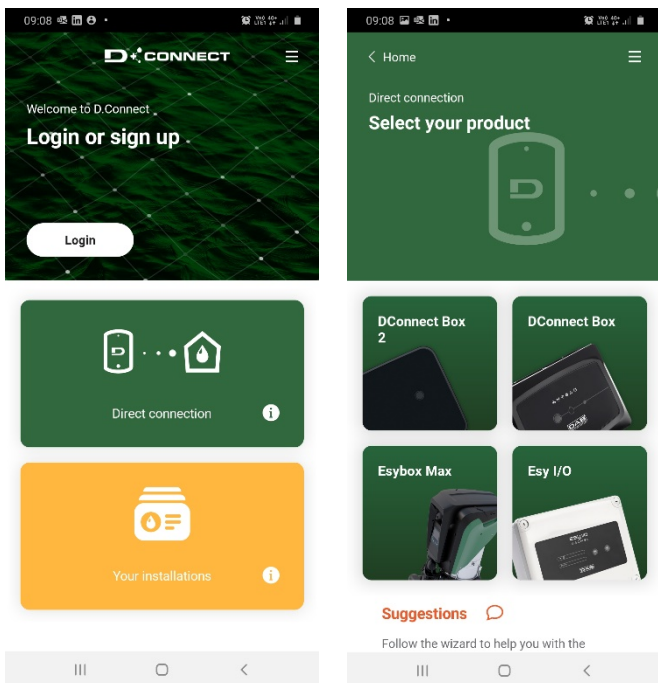 09:08
D CONNECT
Welcome to D.Connect
Login or sign up
Login
Direct connection
Your installations
09:08
Home
Direct connection
Select your product
DConnect Box
2
DConnect Box
DAB
Esybox Max
Esy I/O
DAB
Suggestions
Follow the wizard to help you with the